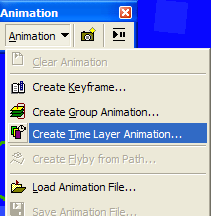 Animation
Animation
Clear Animation
Create Keyframe...
Create Group Animation...
Create Time Layer Animation...
Create Flyby from Path...
Load Animation File...
Save Animation File...